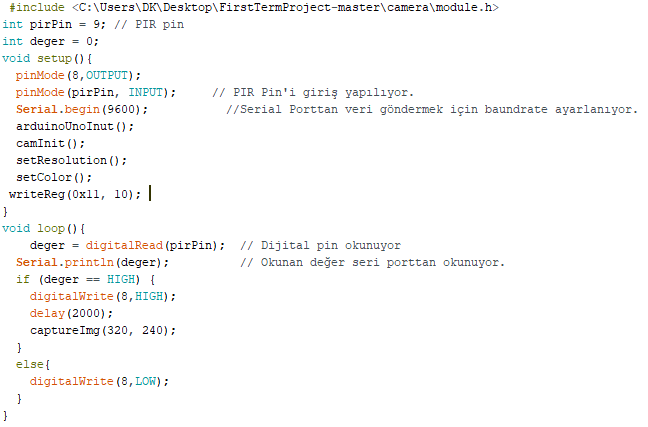 #include <C:\Users\DK\Desktop\FirstTermProject-master\camera\module.h>
int pirPin = 9; // PIR pin
int deger = 0;
void setup(){
pinMode(8,OUTPUT);
pinMode(pirPin, INPUT); // PIR Pin'i giriş yapılıyor.
Serial.begin(9600); //Serial Porttan veri göndermek için baundrate ayarlanıyor.
arduinoUnoInut();
camInit();
setResolution();
setColor();
writeReg(0x11, 10);
}
void loop(){
deger = digitalRead(pirPin); // Dijital pin okunuyor
Serial.println(deger); // Okunan değer seri porttan okunuyor.
if (deger == HIGH) {
digitalWrite(8,HIGH);
delay(2000);
captureImg(320, 240);
}
else{
digitalWrite(8,LOW);
}
}